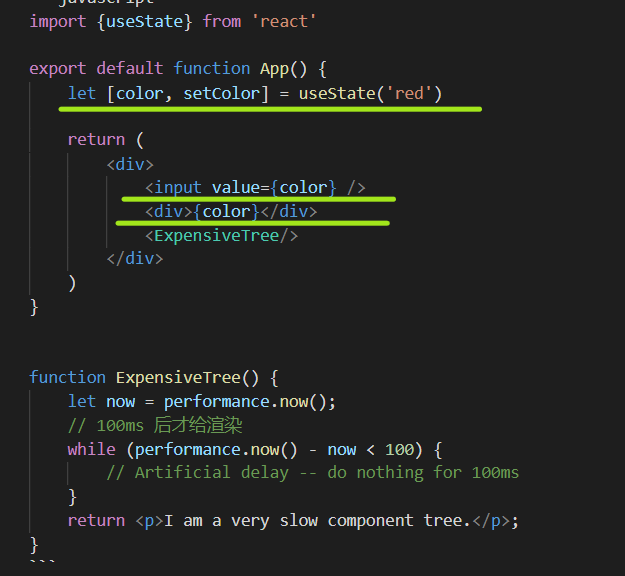 javascript
import {useState} from 'react'
export default function App() {
let [color, setColor] = useState('red')
return (
<div>
<input value={color} />
<div>{color}</div>
<ExpensiveTree/>
</div>
)
}
function ExpensiveTree() {
let now = performance.now();
// 100ms 后才给渲染
while (performance.now() - now < 100) {
// Artificial delay -- do nothing for 100ms
}
return <p>I am a very slow component tree.</p>;
}
```